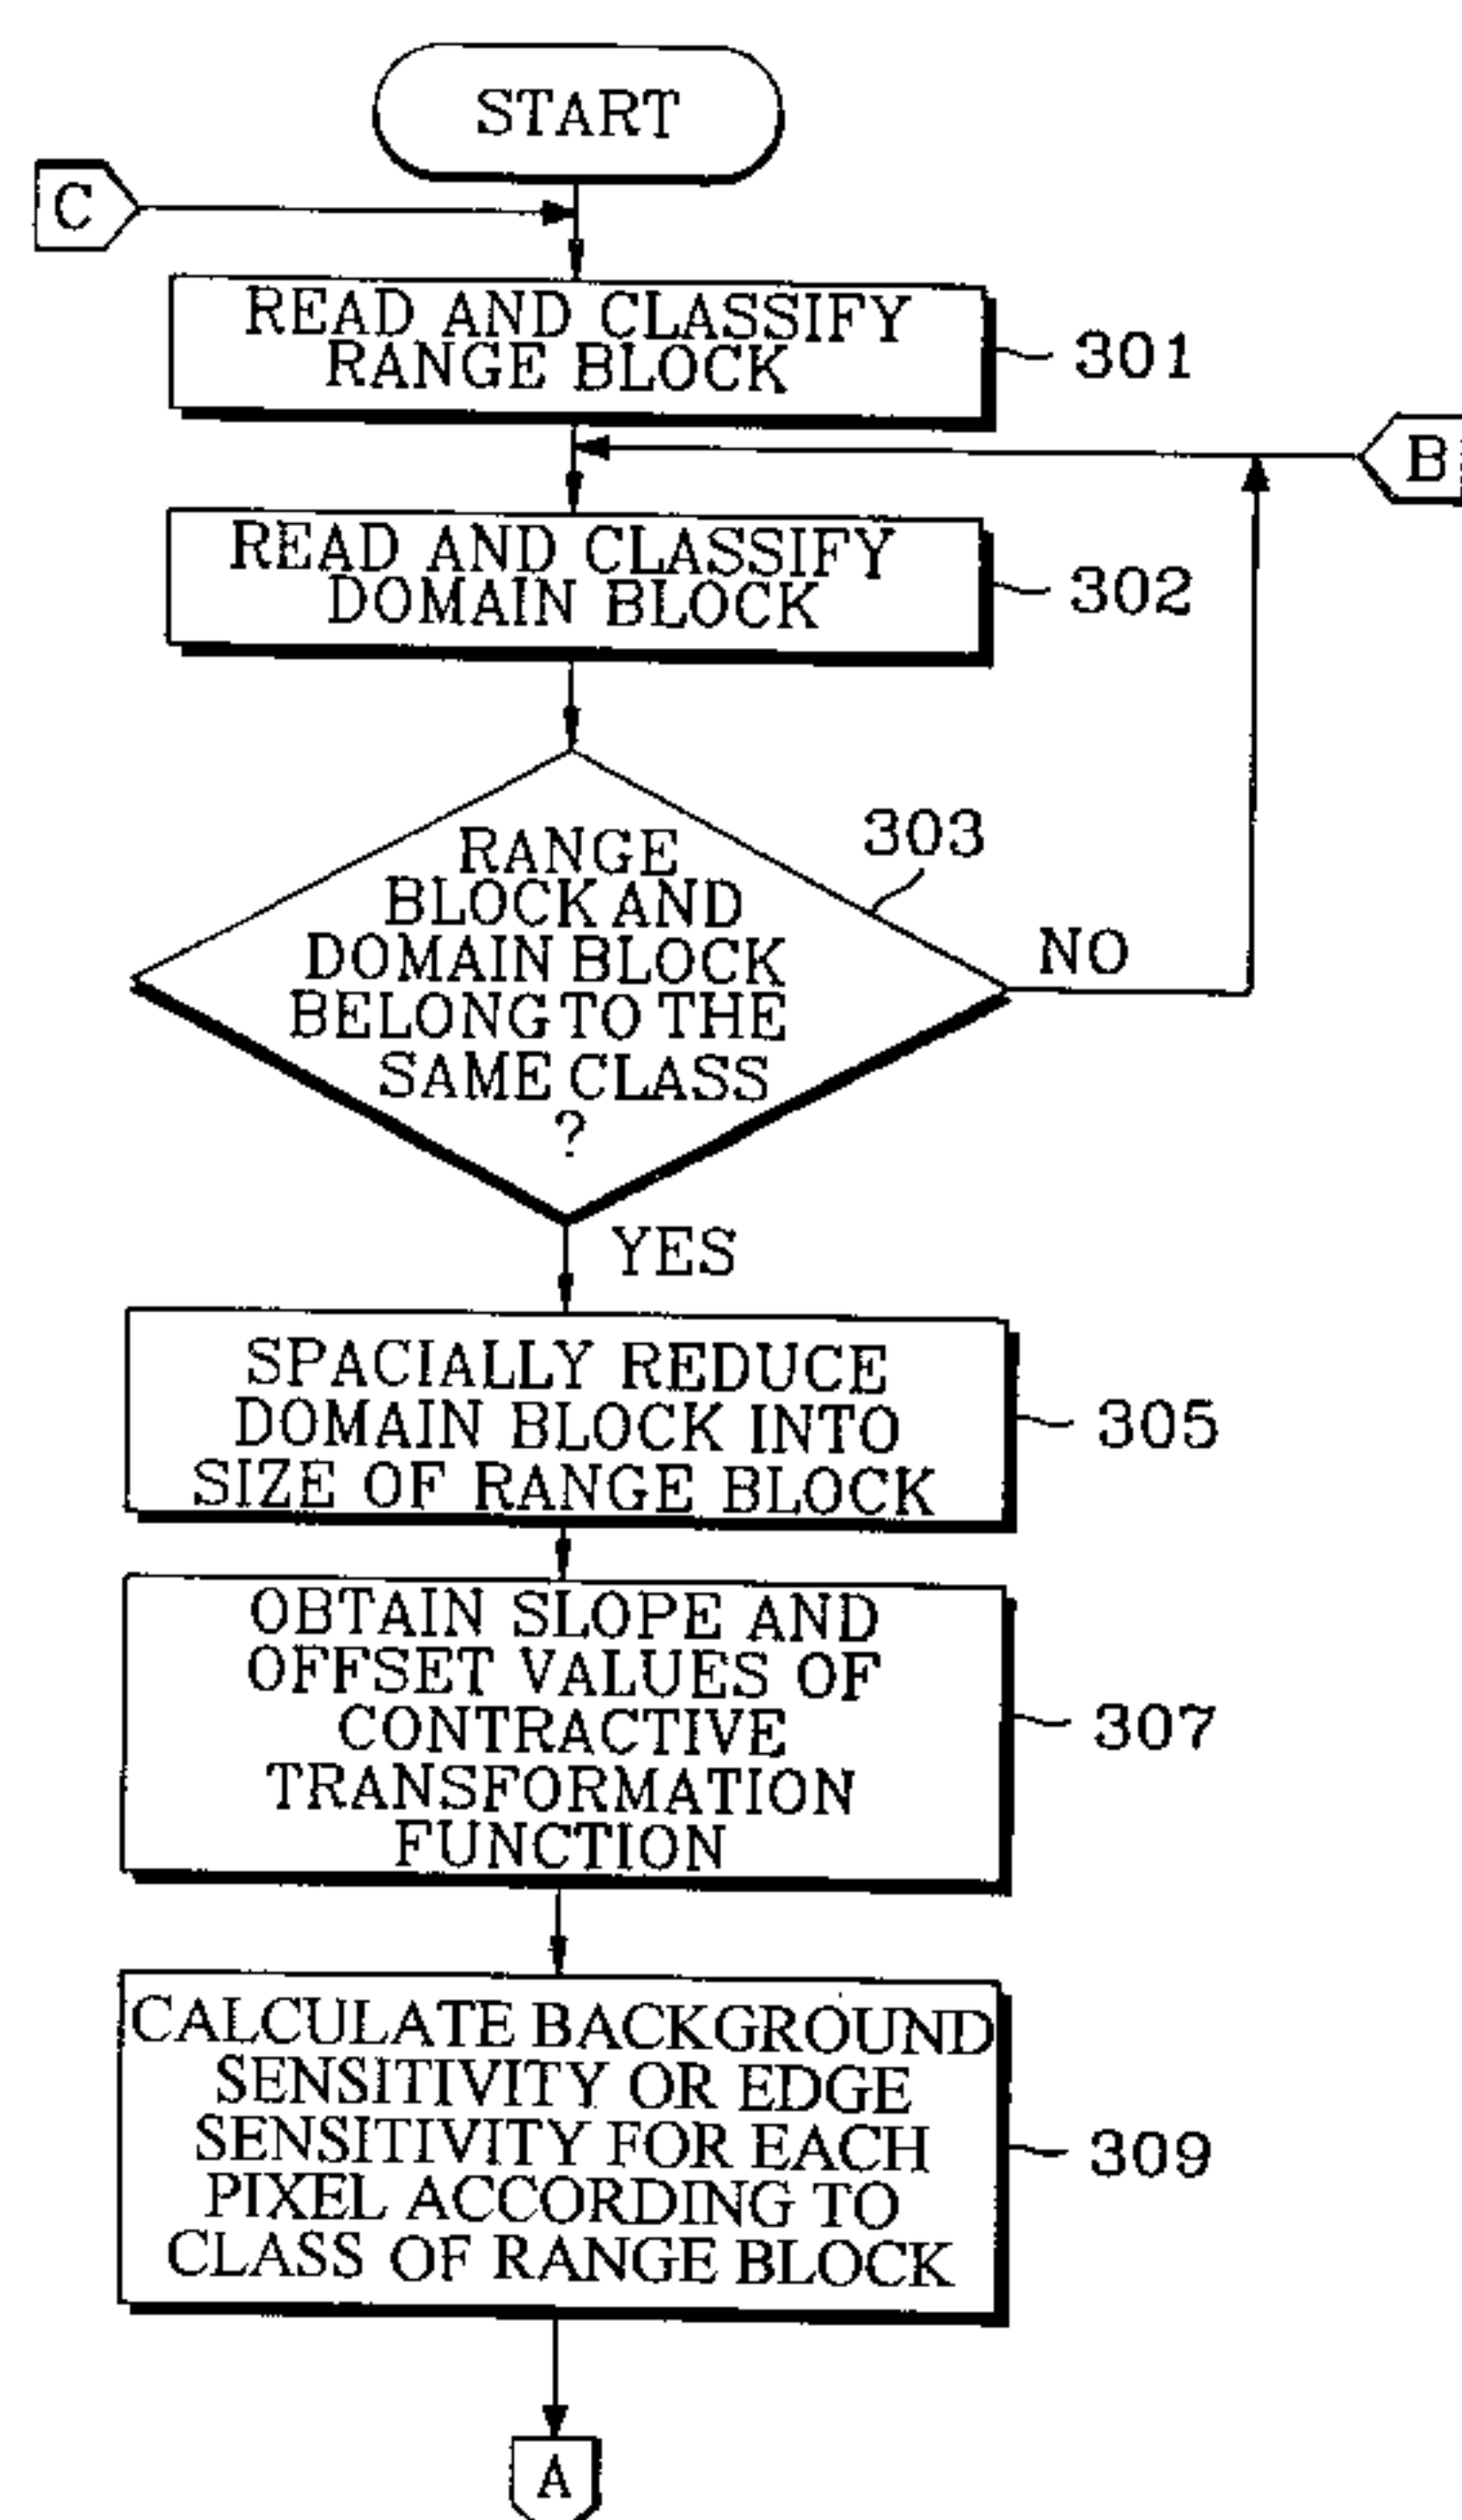 START
C
READ AND CLASSIFY
RANGE BLOCK
301
B
READ AND CLASSIFY
DOMAIN BLOCK
302
303
RANGE
BLOCK AND
DOMAIN BLOCK
BELONG TO THE
SAME CLASS
?
NO
YES
SPACIALLY REDUCE
DOMAIN BLOCK INTO
SIZE OF RANGE BLOCK
305
OBTAIN SLOPE AND
OFFSET VALUES OF
CONTRACTIVE
TRANSFORMATION
FUNCTION
307
CALCULATE BACKGROUND
SENSITIVITY OR EDGE
SENSITIVITY FOR EACH
PIXEL ACCORDING TO
CLASS OF RANGE BLOCK
309
A